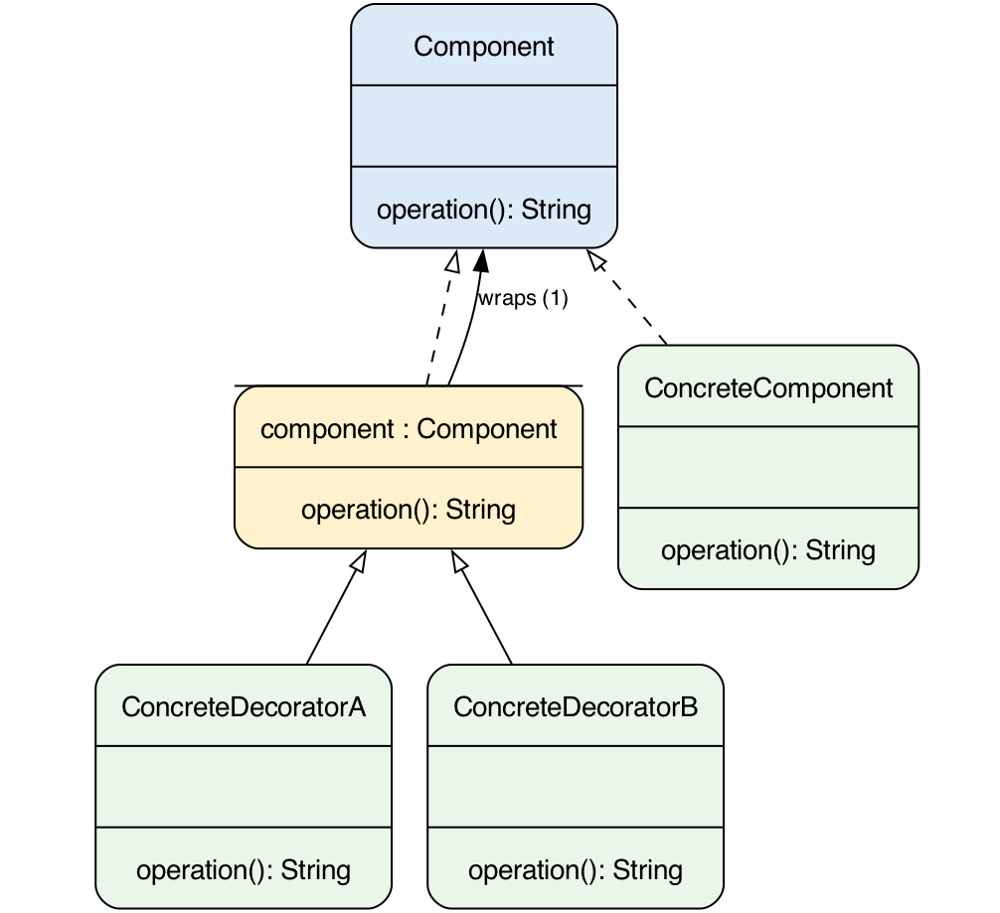 Component
operation(): String
wraps (1)
ConcreteComponent
operation(): String
component : Component
operation(): String
ConcreteDecoratorA
operation(): String
ConcreteDecoratorB
operation(): String